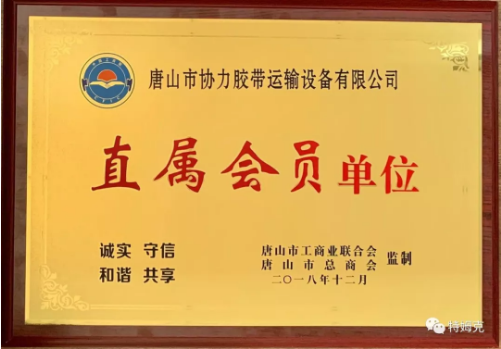 唐山市协力胶带运输设备有限公司
直属会员单位
诚实 守信
和谐 共享
唐山市工商业联合会
唐山市总商会
监制
二〇一八年十二月
特姆克